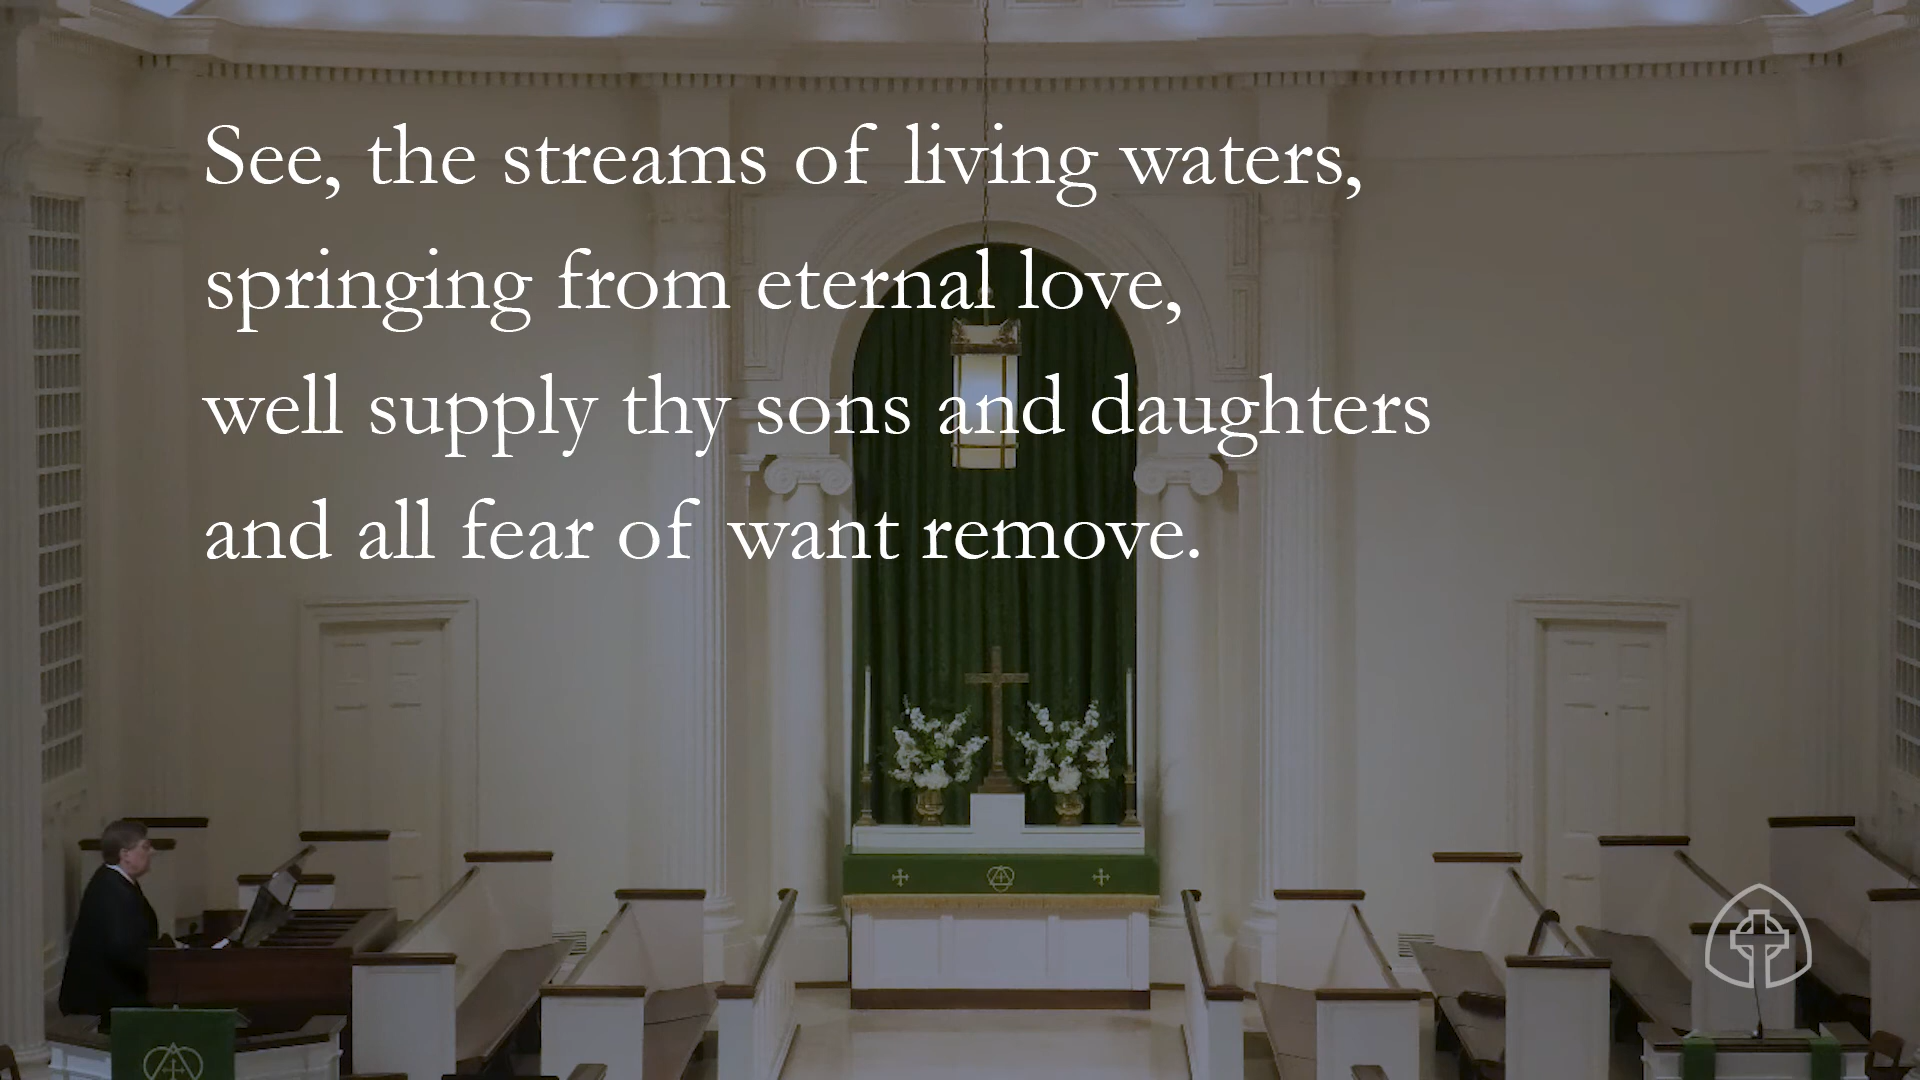 See, the streams of living waters,
springing from eternal love,
well supply thy sons and daughters
and all fear of want remove.